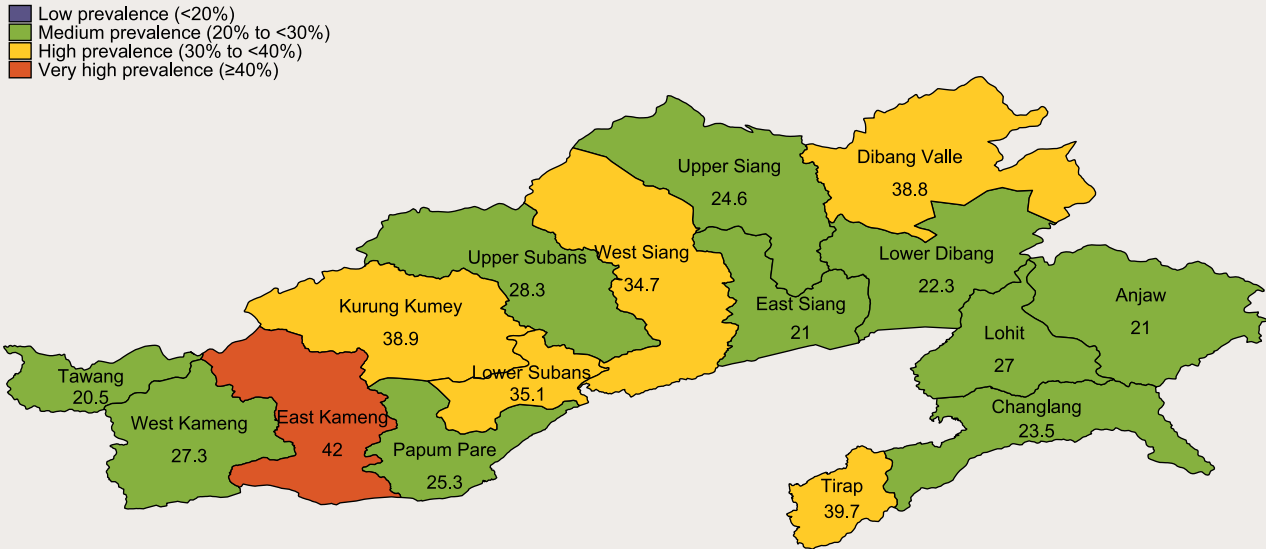 Low prevalence (<20%)
Medium prevalence (20% to <30%)
High prevalence (30% to <40%)
Very high prevalence (≥40%)
Dibang Valle
38.8
Upper Siang
24.6
West Siang
34.7
Upper Subans
28.3
Lower Dibang
22.3
Anjaw
21
East Siang
21
Kurung Kumey
38.9
Lohit
27
Lower Subans
35.1
Tawang
20.5
West Kameng
27.3
East Kameng
42
Papum Pare
25.3
Changlang
23.5
Tirap
39.7